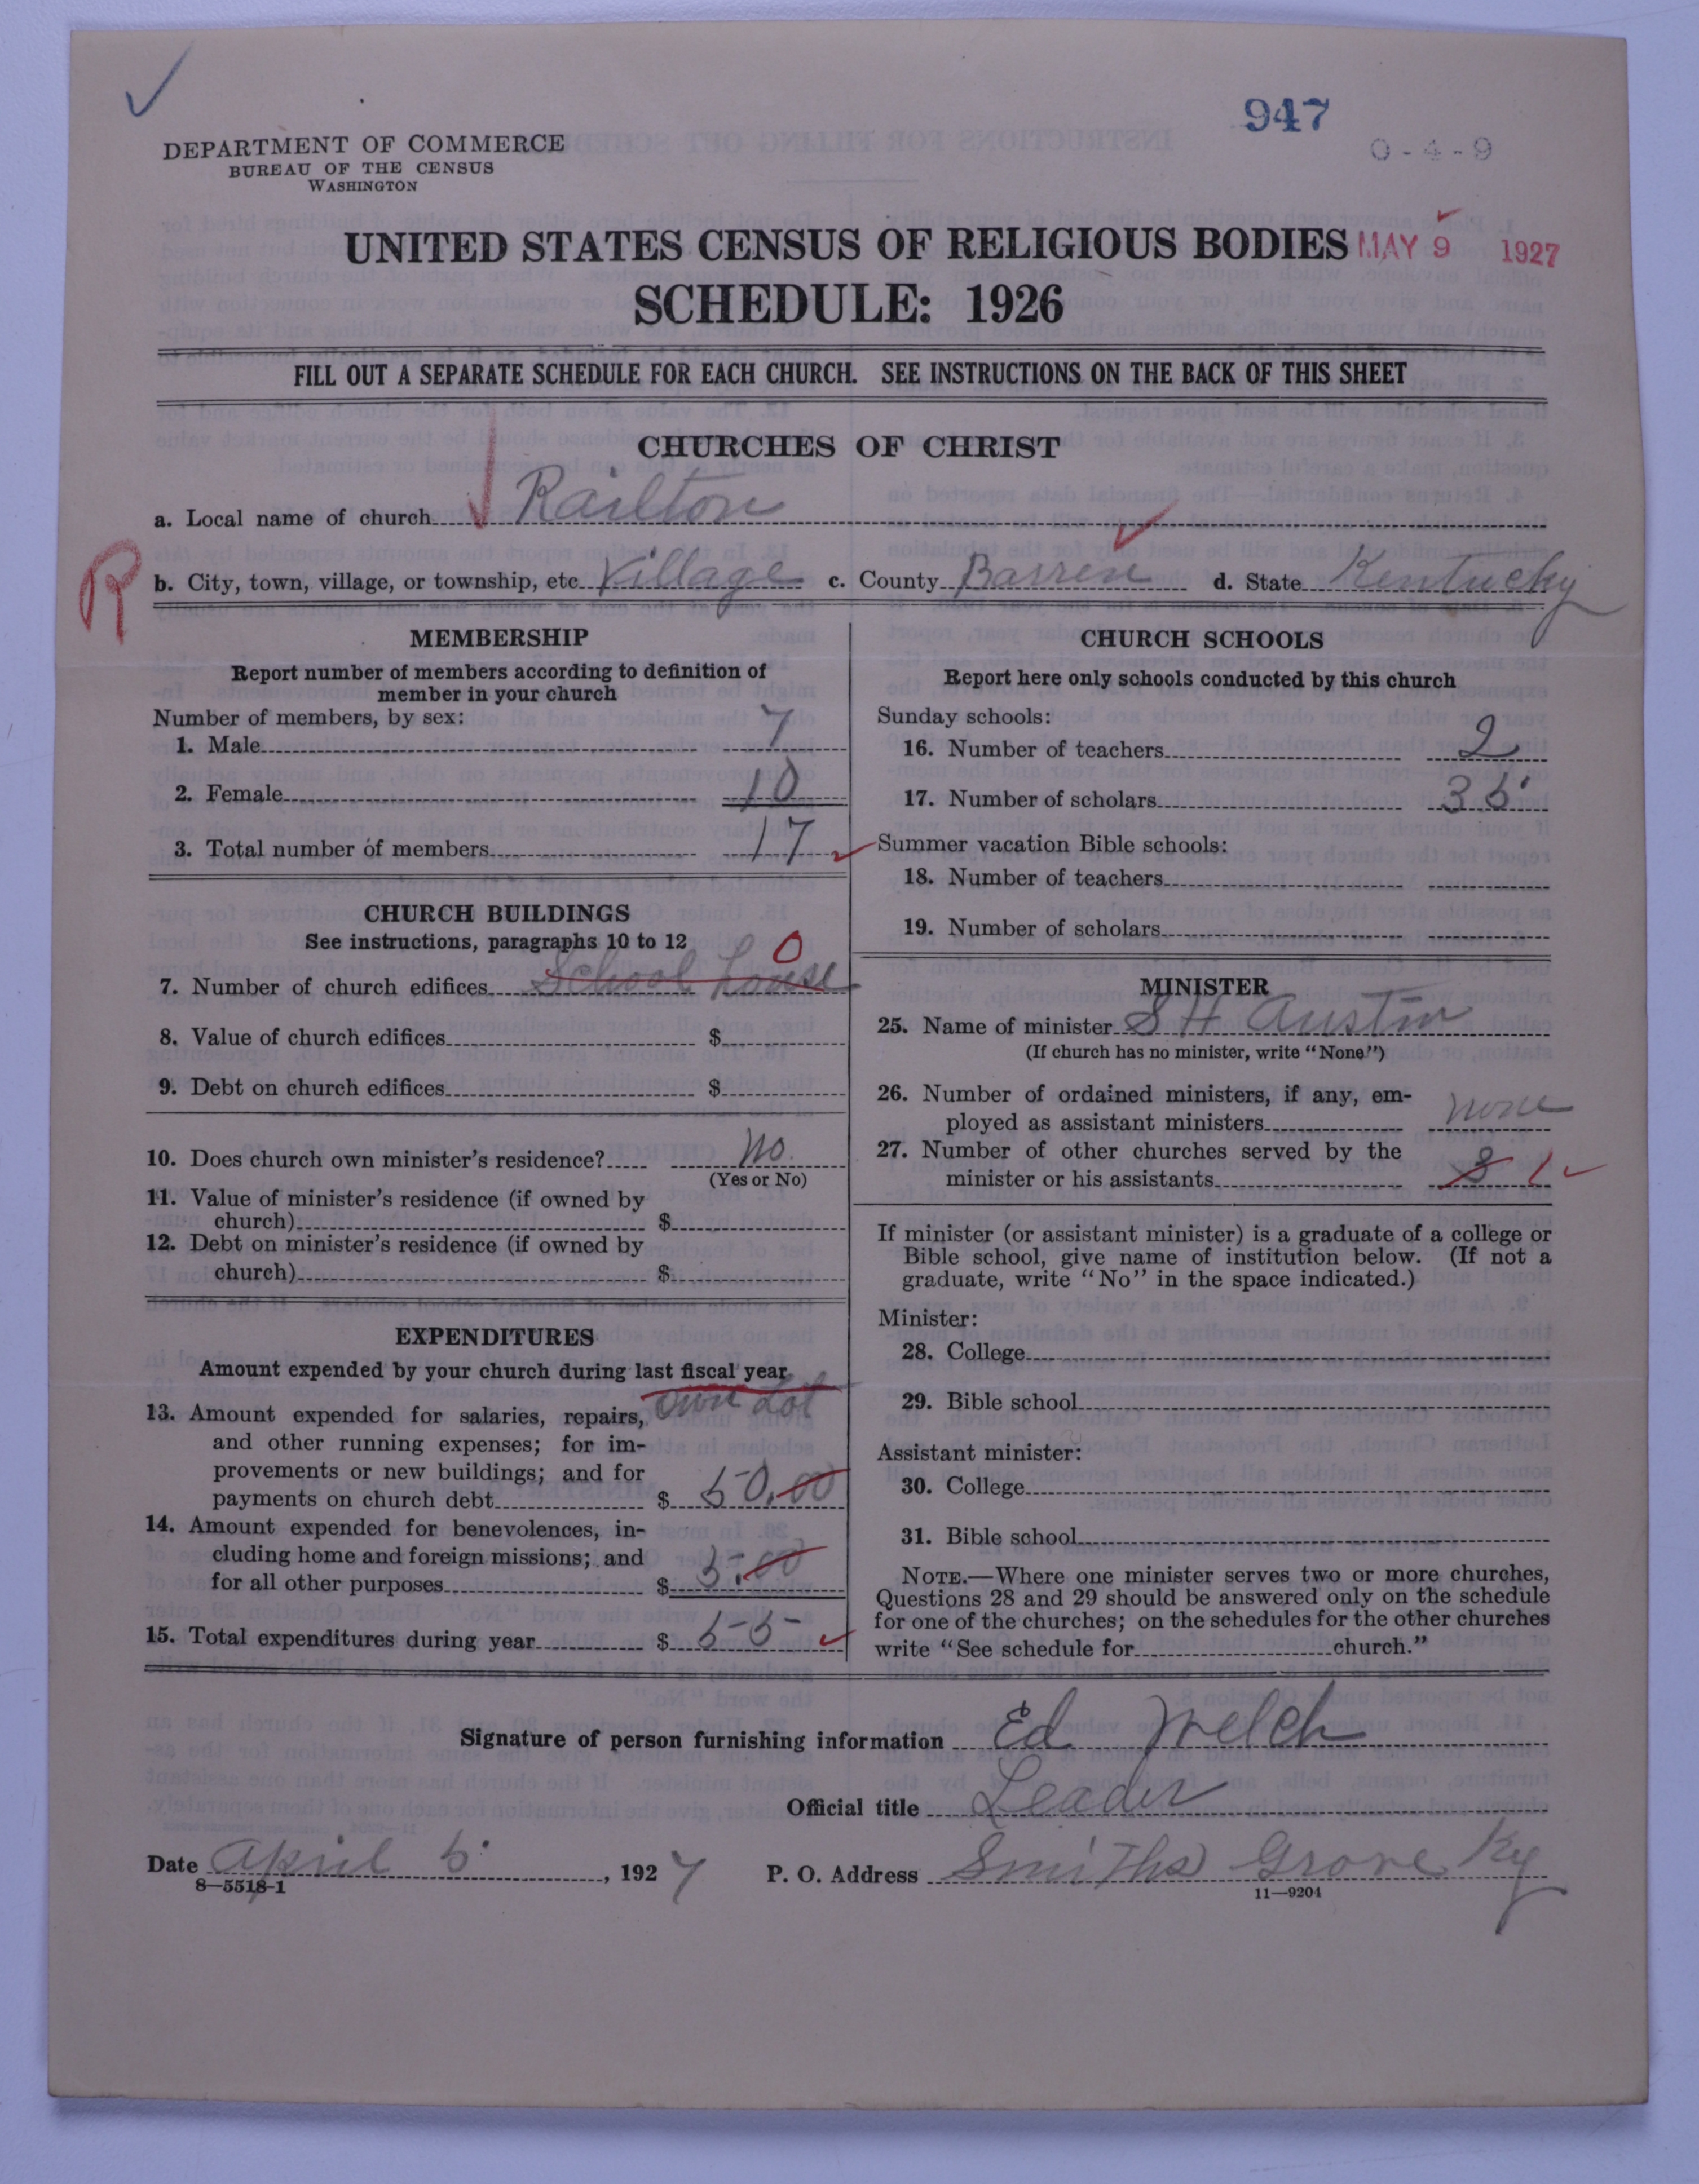 947
0-4-9
DEPARTMENT OF COMMERCE
BUREAU OF THE CENSUS
WASHINGTON
UNITED STATES CENSUS OF RELIGIOUS BODIES MAY 9 1927
SCHEDULE: 1926
FILL OUT A SEPARATE SCHEDULE FOR EACH CHURCH. SEE INSTRUCTIONS ON THE BACK OF THIS SHEET
CHURCHES OF CHRIST
a. Local name of church Railton
R
b. City, town, village, or township, etc. Village c. County Barren d. State Kentucky
MEMBERSHIP
Report number of members according to definition of
member in your church
Number of members, by sex:
1. Male 7
2. Female 10
3. Total number of members 17
CHURCH BUILDINGS
See instructions, paragraphs 10 to 12
0
7. Number of church edifices School house
8. Value of church edifices $
9. Debt on church edifices $
10. Does church own minister's residence? No.
(Yes or No)
11. Value of minister's residence (if owned by
church) $
12. Debt on minister's residence (if owned by
church) $
EXPENDITURES
Amount expended by your church during last fiscal year
own Lot
13. Amount expended for salaries, repairs,
and other running expenses; for im-
provements or new buildings; and for
payments on church debt $ 50.00
14. Amount expended for benevolences, in-
cluding home and foreign missions; and
for all other purposes $ 5.00
15. Total expenditures during year $ 55
CHURCH SCHOOLS
Report here only schools conducted by this church
Sunday schools:
16. Number of teachers 2
17. Number of scholars 35
Summer vacation Bible schools:
18. Number of teachers
19. Number of scholars
MINISTER
25. Name of minister S H Austin
(If church has no minister, write "None")
26. Number of ordained ministers, if any, em-
ployed as assistant ministers none
27. Number of other churches served by the
minister or his assistants 3 1
If minister (or assistant minister) is a graduate of a college or
Bible school, give name of institution below. (If not a
graduate, write "No" in the space indicated.)
Minister:
28. College
29. Bible school
Assistant minister:
30. College
31. Bible school
NOTE.—Where one minister serves two or more churches,
Questions 28 and 29 should be answered only on the schedule
for one of the churches; on the schedules for the other churches
write "See schedule for church."
Signature of person furnishing information Ed Welch
Official title Leader
Date April 5, 1927 P. O. Address Smiths Grove Ky
8—5518-1
11—9204